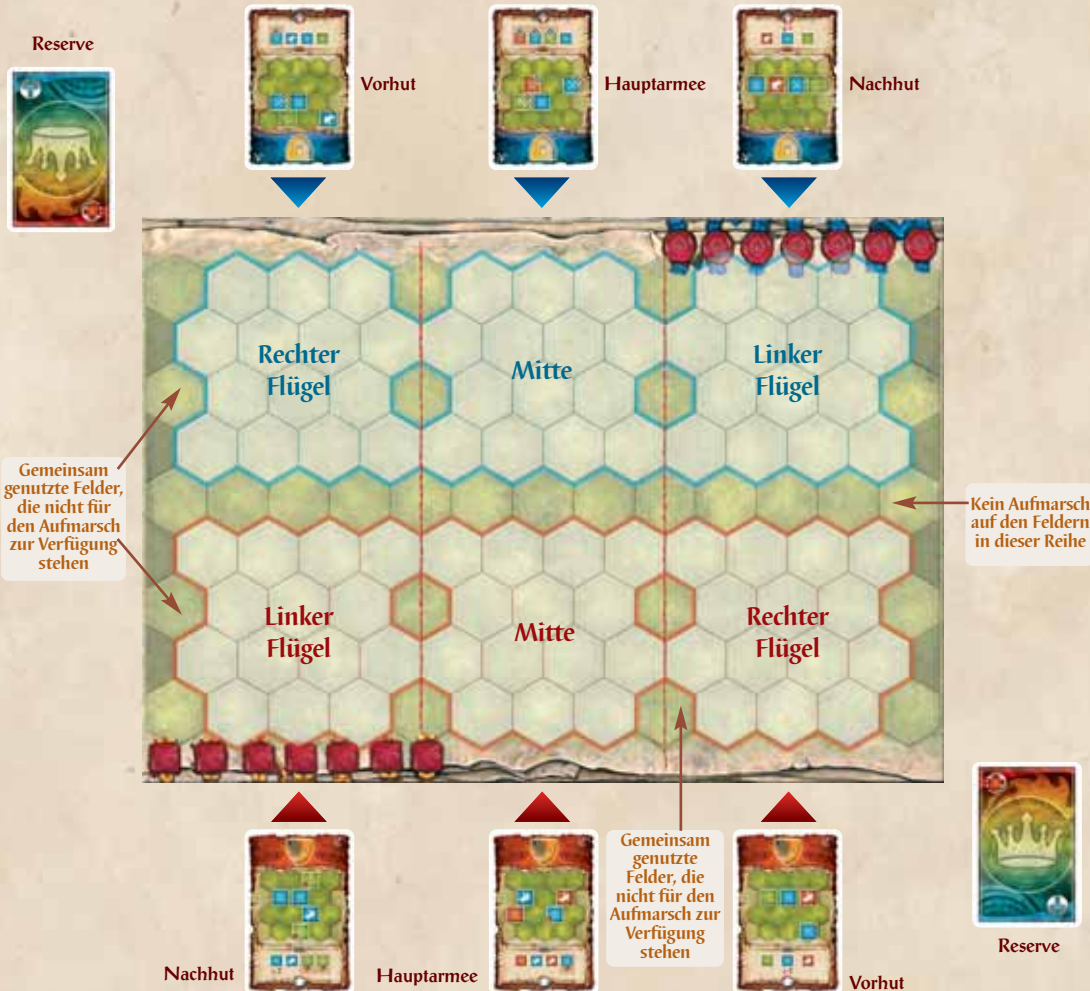 Reserve
Vorhut
Hauptarmee
Nachhut
Rechter
Flügel
Mitte
Linker
Flügel
Gemeinsam
genutzte Felder,
die nicht für
den Aufmarsch
zur Verfügung
stehen
Kein Aufmarsch
auf den Feldern
in dieser Reihe
Linker
Flügel
Mitte
Rechter
Flügel
Gemeinsam
genutzte
Felder, die
nicht für den
Aufmarsch zur
Verfügung
stehen
Nachhut
Hauptarmee
Vorhut
Reserve